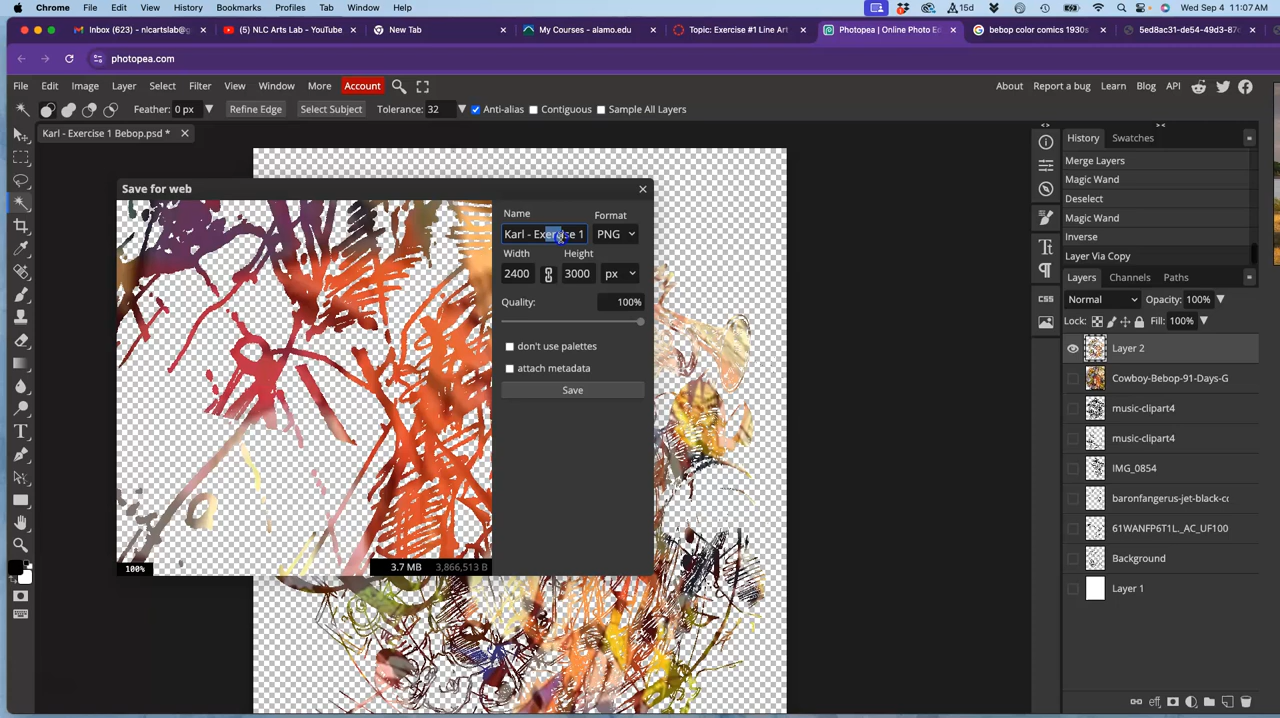 Chrome File Edit View History Bookmarks Profiles Tab Window Help 15d Wed Sep 4 11:07 AM
Inbox (623) - nlcartslab@g (5) NLC Arts Lab - YouTube New Tab My Courses - alamo.edu Topic: Exercise #1 Line Art Photopea | Online Photo Ed bebop color comics 1930s 5ed8ac31-de54-49d3-87
photopea.com
File Edit Image Layer Select Filter View Window More Account About Report a bug Learn Blog API
Feather: 0 px Refine Edge Select Subject Tolerance: 32 Anti-alias Contiguous Sample All Layers
Karl - Exercise 1 Bebop.psd *
History Swatches
Merge Layers
Magic Wand
Deselect
Magic Wand
Inverse
Layer Via Copy
Layers Channels Paths
Normal Opacity: 100%
Lock: Fill: 100%
Layer 2
Cowboy-Bebop-91-Days-G
music-clipart4
music-clipart4
IMG_0854
baronfangerus-jet-black-co
61WANFP6T1L._AC_UF100
Background
Layer 1
CSS
eff
Save for web
Name Format
Karl - Exercise 1 PNG
Width Height
2400 3000 px
Quality: 100%
don't use palettes
attach metadata
Save
100% 3.7 MB 3,866,513 B